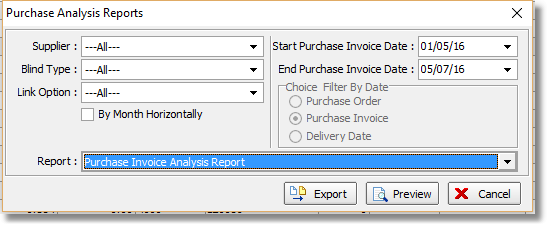 Purchase Analysis Reports
Supplier : ---All---
Start Purchase Invoice Date : 01/05/16
Blind Type : ---All---
End Purchase Invoice Date : 05/07/16
Link Option : ---All---
Choice Filter By Date
By Month Horizontally
Purchase Order
Purchase Invoice
Delivery Date
Report : Purchase Invoice Analysis Report
Export
Preview
Cancel